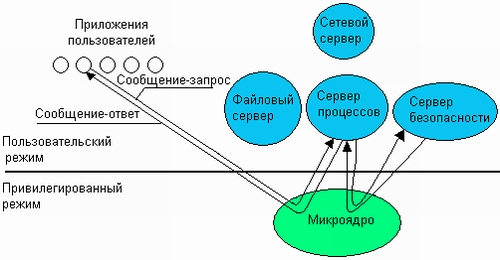 Приложения
пользователей
Сетевой
сервер
Сообщение-запрос
Сообщение-ответ
Файловый
сервер
Сервер
процессов
Сервер
безопасности
Пользовательский
режим
Привилегированный
режим
Микроядро